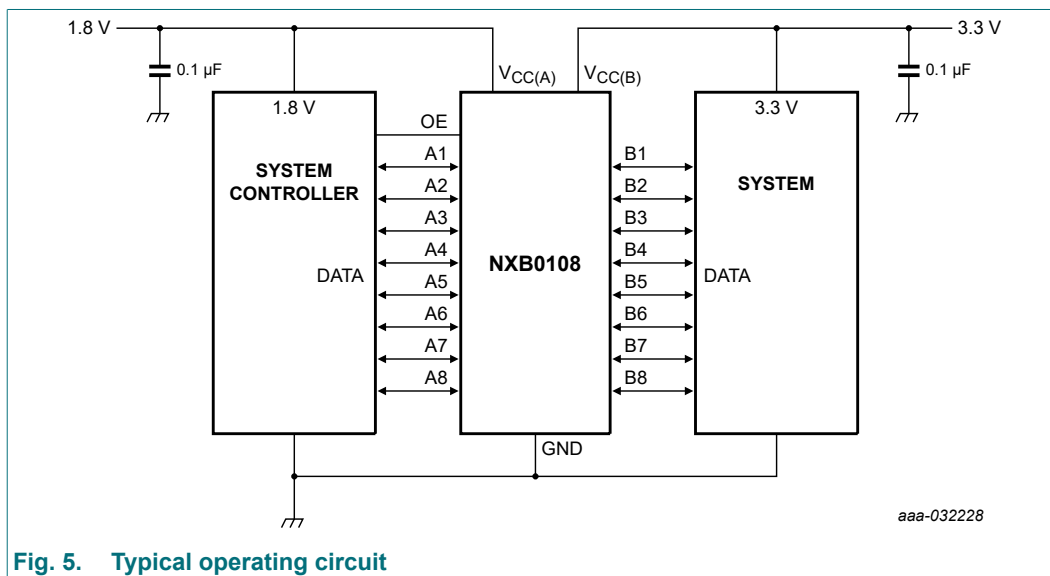 1.8 V
3.3 V
0.1 µF
VCC(A)
VCC(B)
0.1 µF
1.8 V
3.3 V
OE
A1
B1
SYSTEM
CONTROLLER
SYSTEM
A2
B2
A3
B3
A4
B4
NXB0108
DATA
DATA
A5
B5
A6
B6
A7
B7
A8
B8
GND
aaa-032228
Fig. 5. Typical operating circuit